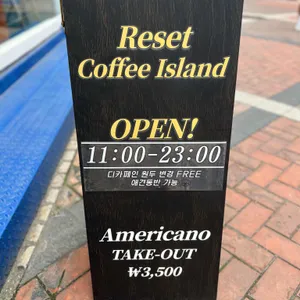 Reset
Coffee Island
OPEN!
11:00-23:00
디카페인 원두 변경 FREE
애견동반 가능
Americano
TAKE-OUT
₩3,500